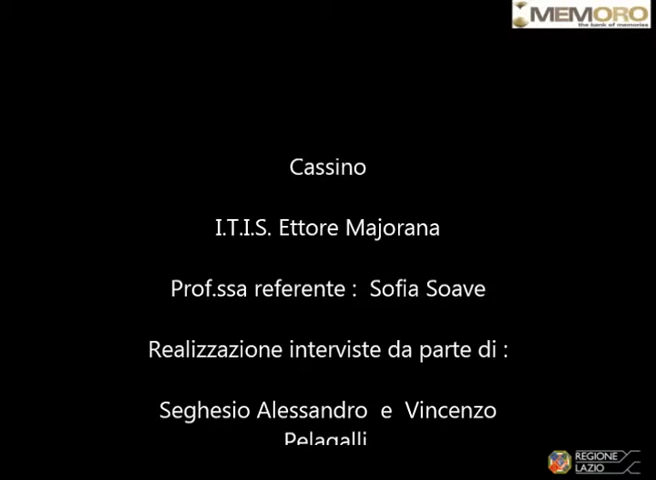 MEMORO
the bank of memories
Cassino
I.T.I.S. Ettore Majorana
Prof.ssa referente : Sofia Soave
Realizzazione interviste da parte di :
Seghesio Alessandro e Vincenzo
Pelagalli
REGIONE
LAZIO